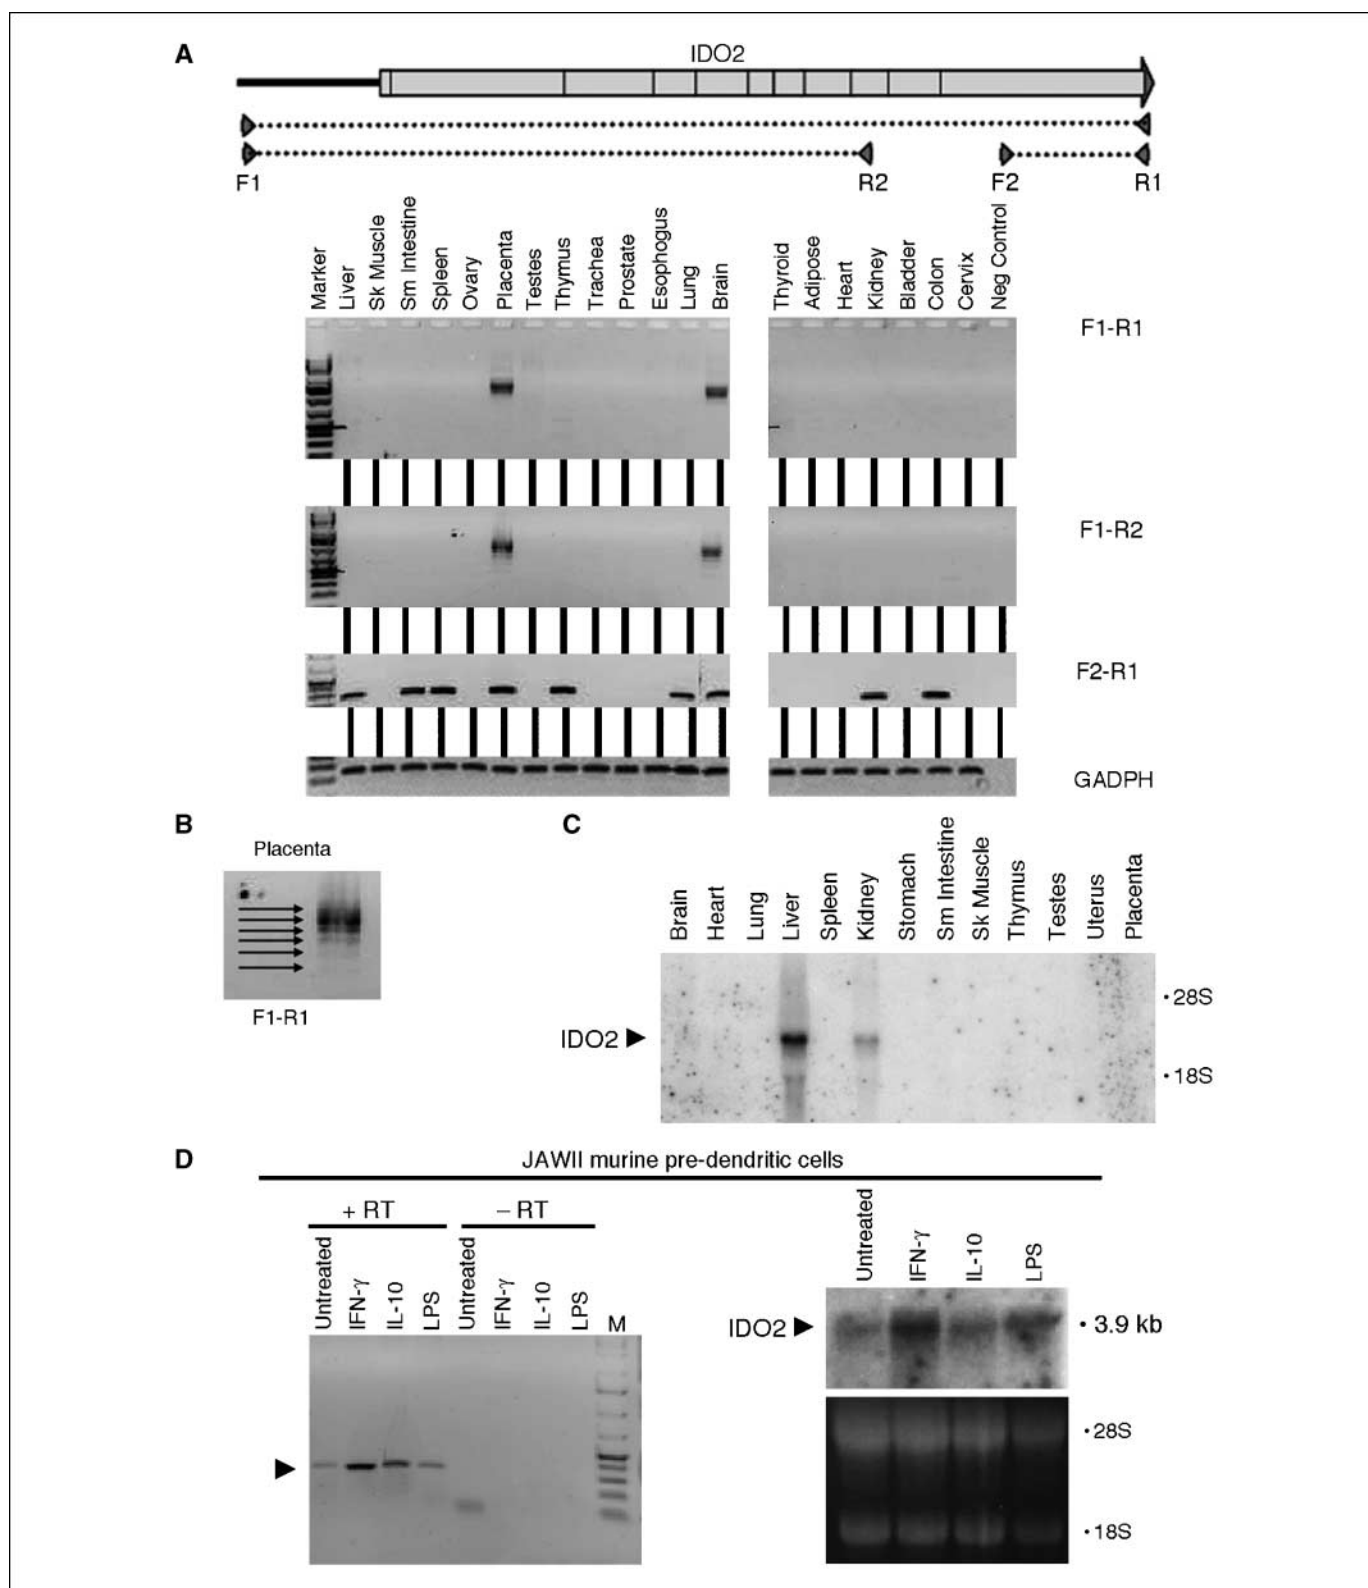 A
IDO2
F1 R2 F2 R1
Marker Liver Sk Muscle Sm Intestine Spleen Ovary Placenta Testes Thymus Trachea Prostate Esophogus Lung Brain Thyroid Adipose Heart Kidney Bladder Colon Cervix Neg Control
F1-R1
F1-R2
F2-R1
GADPH
B
Placenta
F1-R1
C
Brain Heart Lung Liver Spleen Kidney Stomach Sm Intestine Sk Muscle Thymus Testes Uterus Placenta
·28S
IDO2
·18S
D
JAWII murine pre-dendritic cells
+ RT – RT
Untreated IFN-γ IL-10 LPS Untreated IFN-γ IL-10 LPS M
Untreated IFN-γ IL-10 LPS
IDO2 ·3.9 kb
·28S
·18S